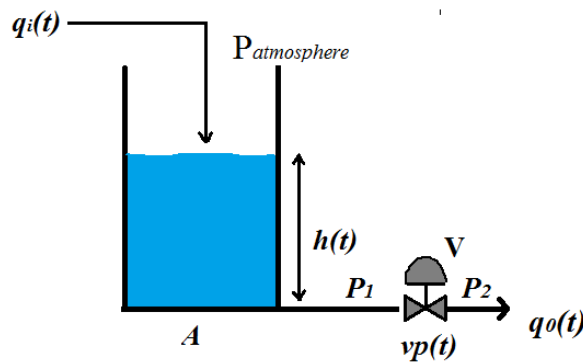 qi(t)
Patmosphere
h(t)
V
P1
P2
q0(t)
A
vp(t)